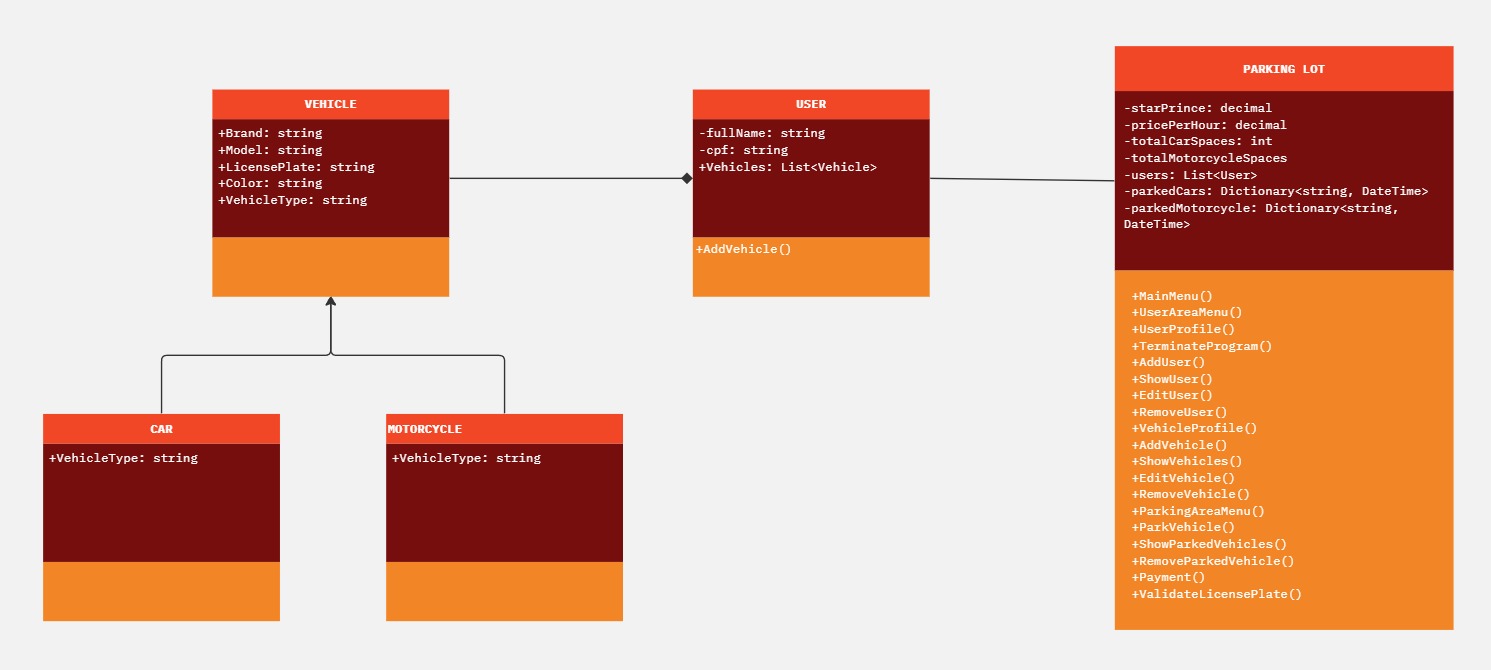 VEHICLE
+Brand: string
+Model: string
+LicensePlate: string
+Color: string
+VehicleType: string
USER
-fullName: string
-cpf: string
+Vehicles: List<Vehicle>
+AddVehicle()
PARKING LOT
-starPrince: decimal
-pricePerHour: decimal
-totalCarSpaces: int
-totalMotorcycleSpaces
-users: List<User>
-parkedCars: Dictionary<string, DateTime>
-parkedMotorcycle: Dictionary<string,
DateTime>
+MainMenu()
+UserAreaMenu()
+UserProfile()
+TerminateProgram()
+AddUser()
+ShowUser()
+EditUser()
+RemoveUser()
+VehicleProfile()
+AddVehicle()
+ShowVehicles()
+EditVehicle()
+RemoveVehicle()
+ParkingAreaMenu()
+ParkVehicle()
+ShowParkedVehicles()
+RemoveParkedVehicle()
+Payment()
+ValidateLicensePlate()
CAR
+VehicleType: string
MOTORCYCLE
+VehicleType: string